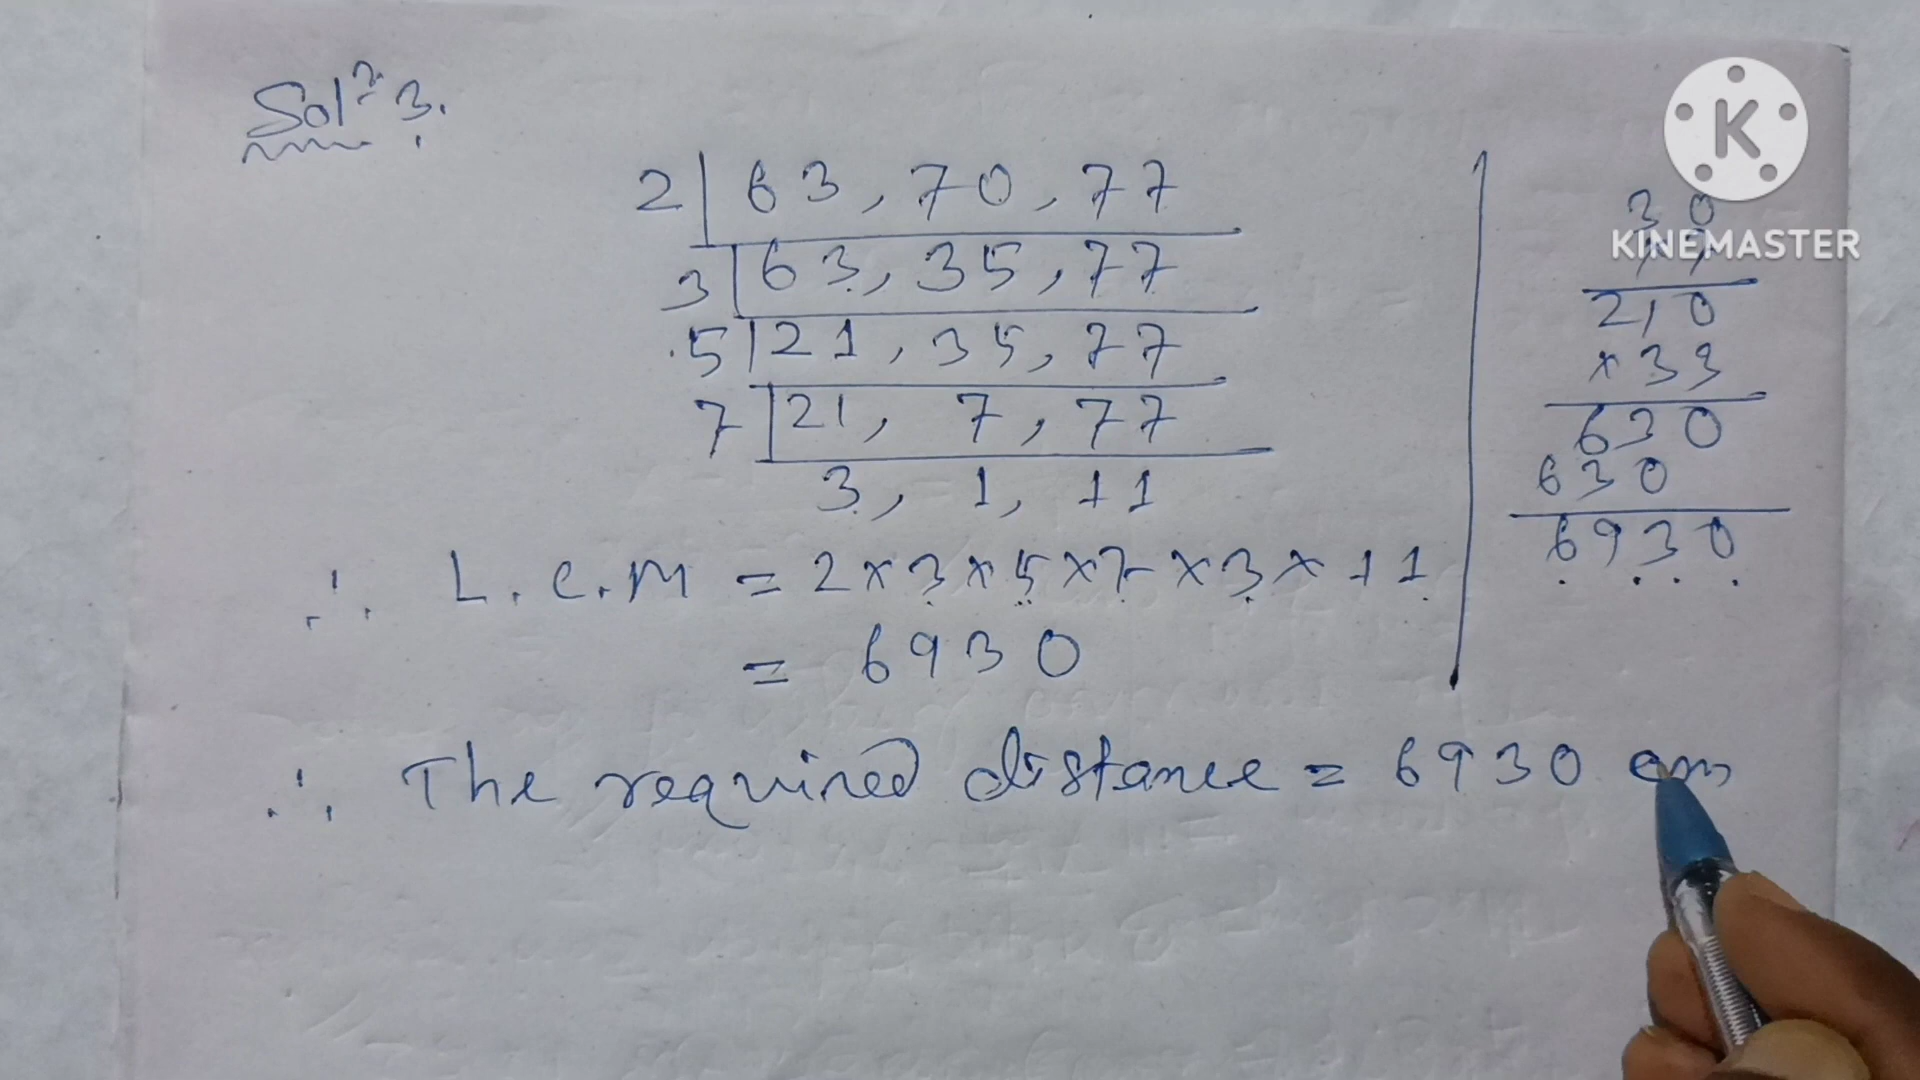 Solⁿ 3.
2 | 63, 70, 77
3 | 63, 35, 77
5 | 21, 35, 77
7 | 21, 7, 77
3, 1, 11
∴ L.C.M = 2×3×5×7×3×11
= 6930
∴ The required distance = 6930 cm
K
KINEMASTER
30
210
×33
630
630
6930